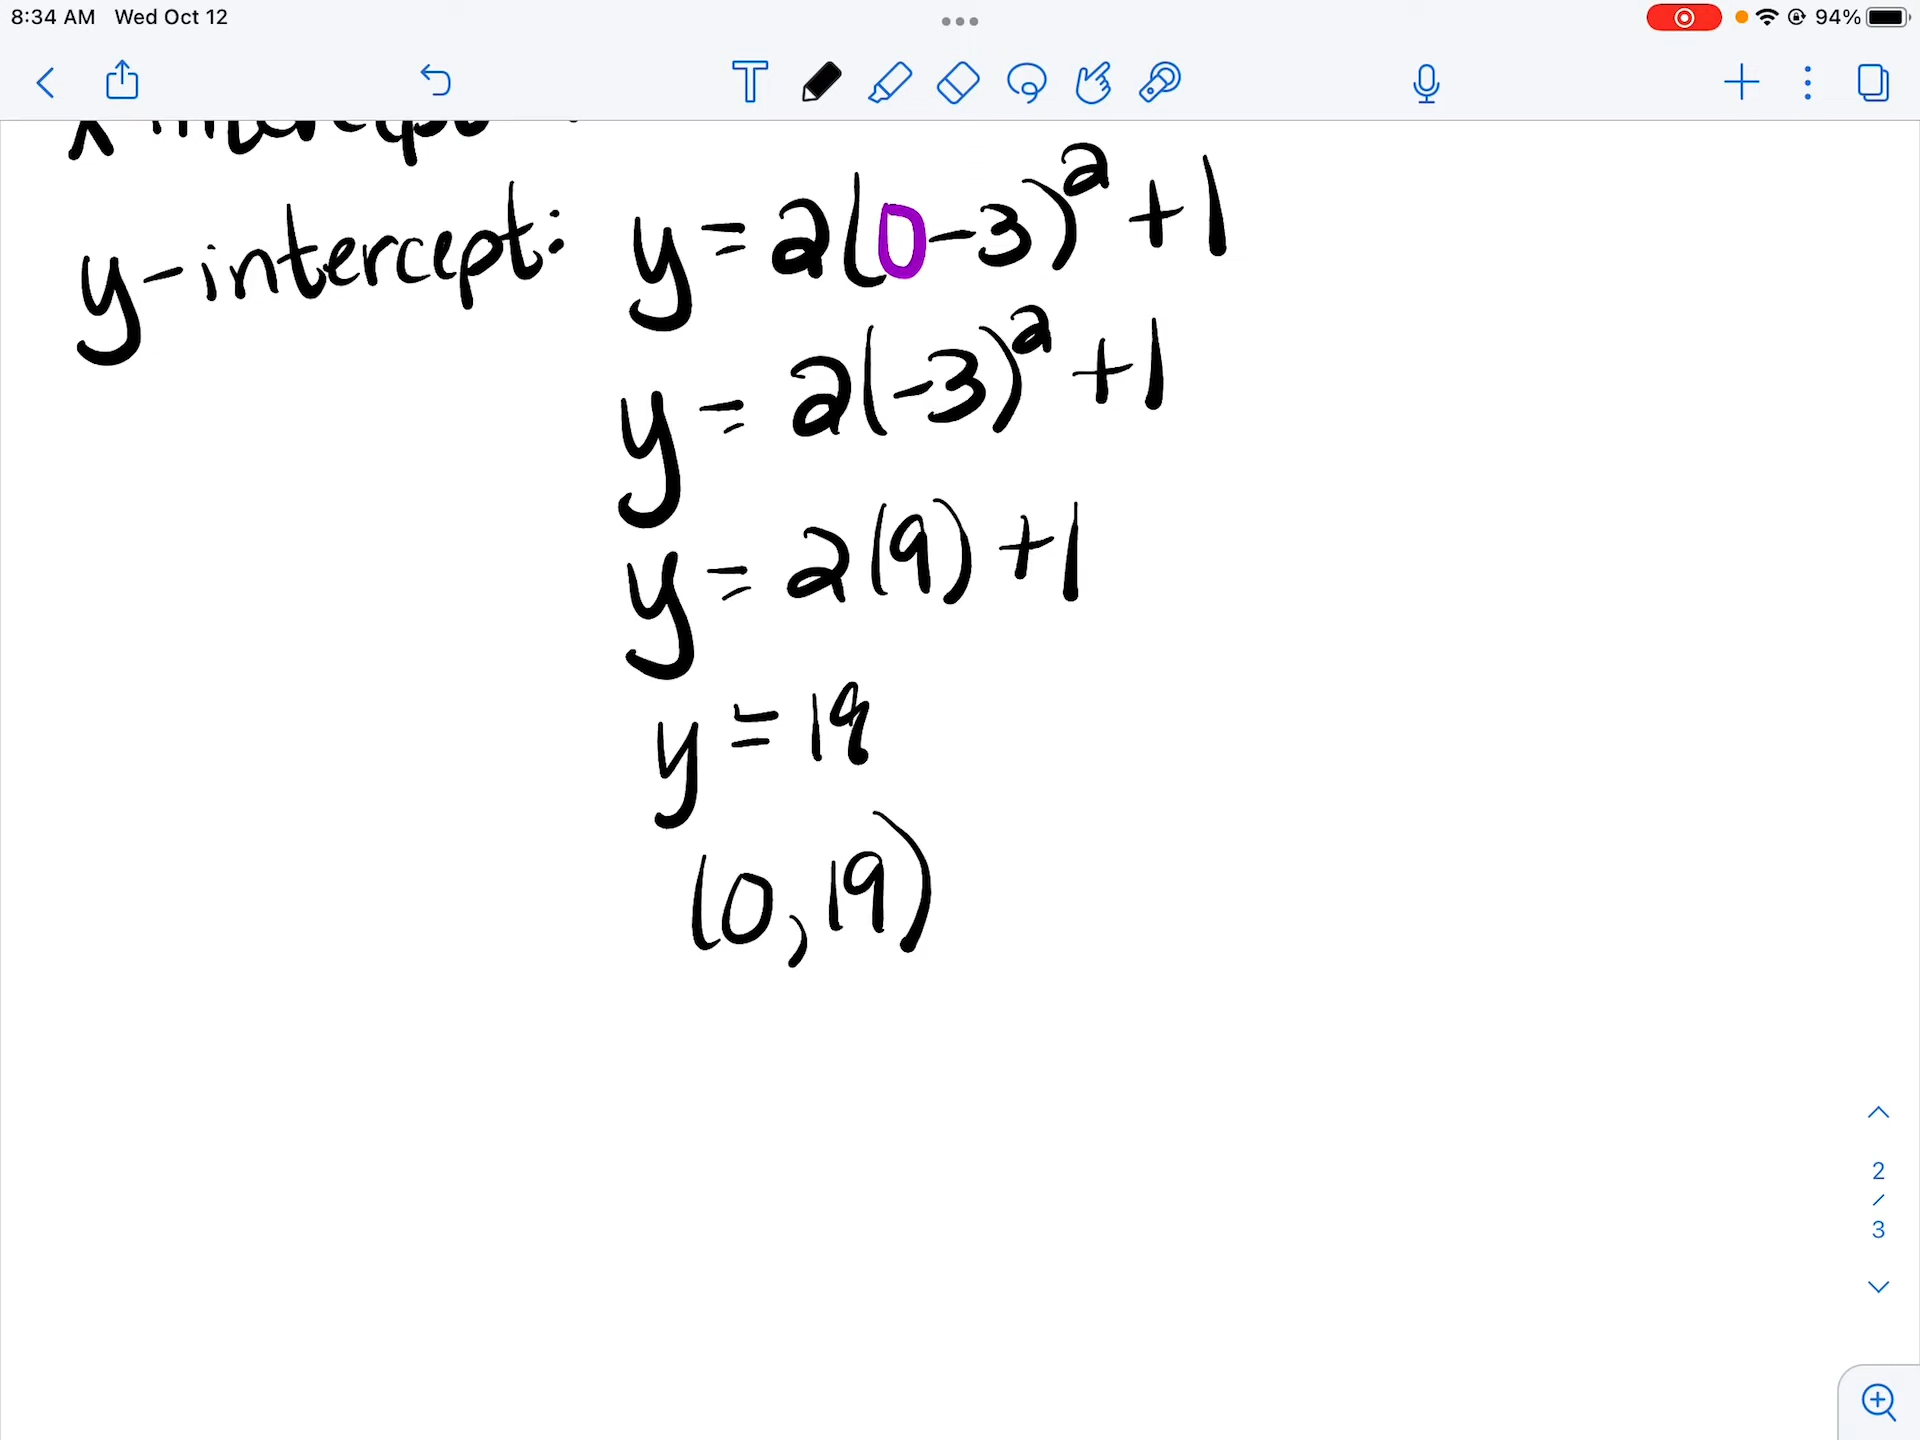 8:34 AM Wed Oct 12
94%
T
x-intercept
y-intercept: y = 2(0-3)² +1
y = 2(-3)² +1
y = 2(9) +1
y = 19
(0, 19)
2
/
3